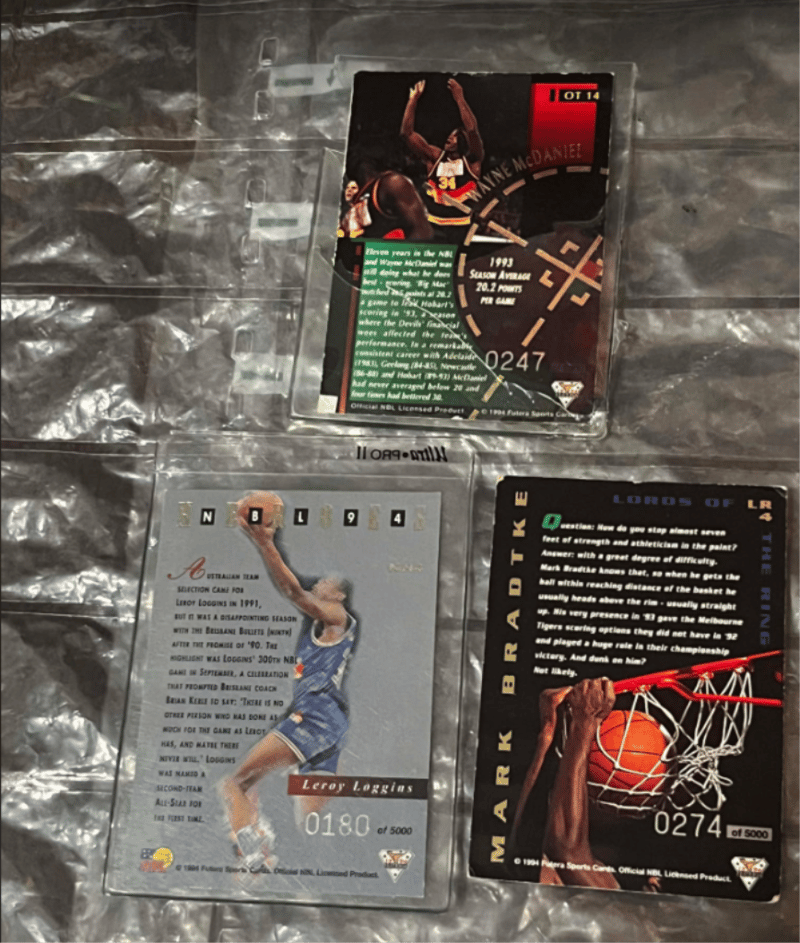 OT 14
WAYNE McDANIEL
Eleven years in the NBL
and Wayne McDaniel was
still doing what he does
best - scoring. 'Big Mac'
notched 465 points at 20.2
a game to lead Hobart's
scoring in '93, a season
where the Devils' financial
woes affected the team's
performance. In a remarkably
consistent career with Adelaide
(1983), Geelong (84-85), Newcastle
(86-88) and Hobart (89-93) McDaniel
had never averaged below 20 and
four times had bettered 30.
1993
SEASON AVERAGE
20.2 POINTS
PER GAME
0247
Official NBL Licensed Product
© 1994 Futera Sports Cards
Ultra•PRO II
N B L 9 4
AUSTRALIAN TEAM
SELECTION CAME FOR
LEROY LOGGINS IN 1991,
BUT IT WAS A DISAPPOINTING SEASON
WITH THE BRISBANE BULLETS (NINTH)
AFTER THE PROMISE OF '90. THE
HIGHLIGHT WAS LOGGINS' 300TH NBL
GAME IN SEPTEMBER, A CELEBRATION
THAT PROMPTED BRISBANE COACH
BRIAN KERLE TO SAY: "THERE IS NO
OTHER PERSON WHO HAS DONE AS
MUCH FOR THE GAME AS LEROY
HAS, AND MAYBE THERE
NEVER WILL." LOGGINS
WAS NAMED A
SECOND-TEAM
ALL-STAR FOR
THE FIRST TIME.
Leroy Loggins
0180 of 5000
© 1994 Futera Sports Cards. Official NBL Licensed Product.
LORDS OF THE RING
LR 4
MARK BRADTKE
Question: How do you stop almost seven
feet of strength and athleticism in the paint?
Answer: with a great degree of difficulty.
Mark Bradtke knows that, so when he gets the
ball within reaching distance of the basket he
usually heads above the rim - usually straight
up. His very presence in '93 gave the Melbourne
Tigers scoring options they did not have in '92
and played a huge role in their championship
victory. And dunk on him?
Not likely.
0274 of 5000
© 1994 Futera Sports Cards. Official NBL Licensed Product.